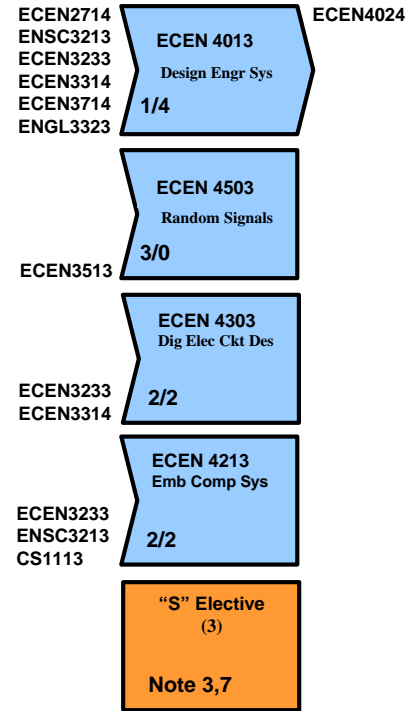 ECEN2714
ENSC3213
ECEN3233
ECEN3314
ECEN3714
ENGL3323
ECEN 4013
Design Engr Sys
1/4
ECEN4024
ECEN 4503
Random Signals
3/0
ECEN3513
ECEN 4303
Dig Elec Ckt Des
2/2
ECEN3233
ECEN3314
ECEN 4213
Emb Comp Sys
2/2
ECEN3233
ENSC3213
CS1113
“S” Elective
(3)
Note 3,7